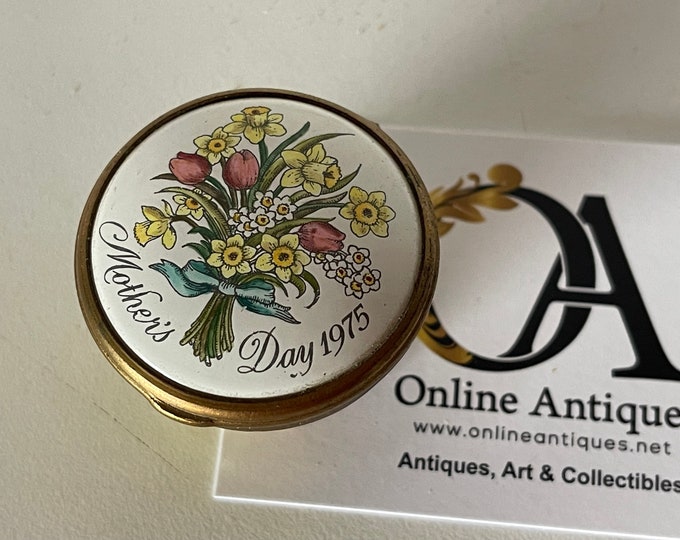 Mother's
Day 1975
OA
Online Antique
www.onlineantiques.net
Antiques, Art & Collectibles